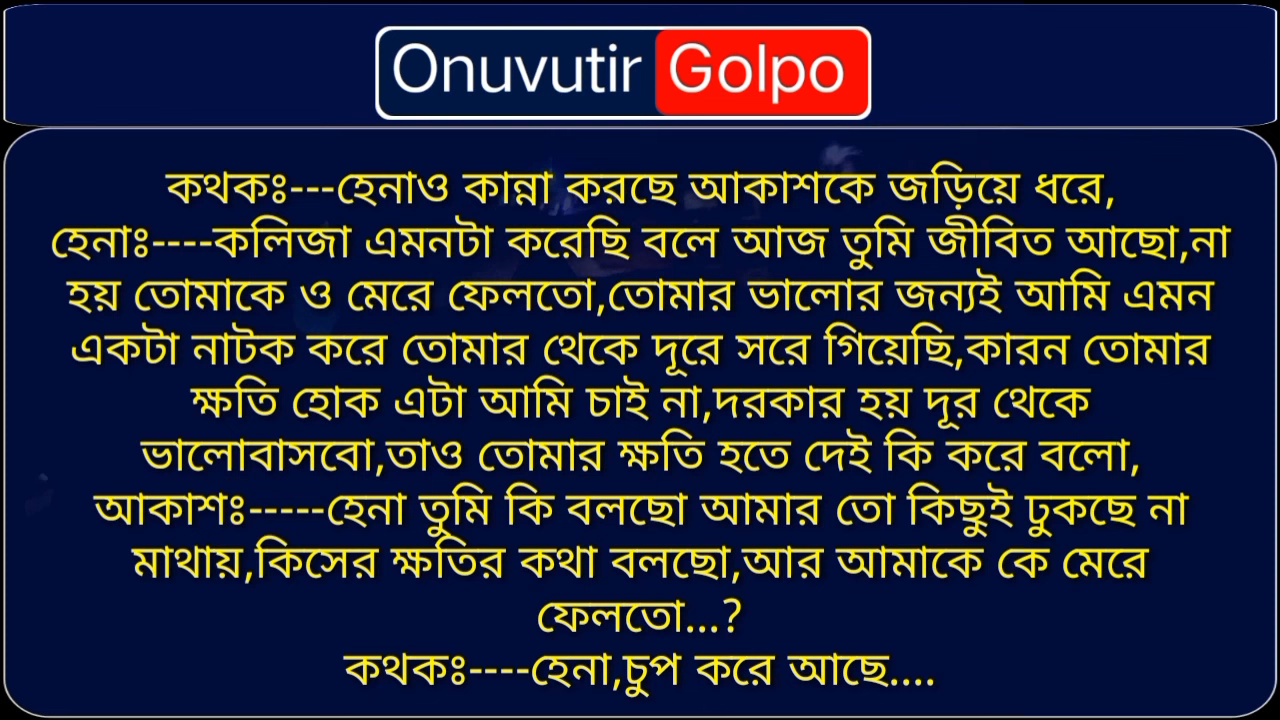 Onuvutir Golpo
কথকঃ---হেনাও কান্না করছে আকাশকে জড়িয়ে ধরে,
হেনাঃ----কলিজা এমনটা করেছি বলে আজ তুমি জীবিত আছো,না
হয় তোমাকে ও মেরে ফেলতো,তোমার ভালোর জন্যই আমি এমন
একটা নাটক করে তোমার থেকে দূরে সরে গিয়েছি,কারন তোমার
ক্ষতি হোক এটা আমি চাই না,দরকার হয় দূর থেকে
ভালোবাসবো,তাও তোমার ক্ষতি হতে দেই কি করে বলো,
আকাশঃ-----হেনা তুমি কি বলছো আমার তো কিছুই ঢুকছে না
মাথায়,কিসের ক্ষতির কথা বলছো,আর আমাকে কে মেরে
ফেলতো...?
কথকঃ----হেনা,চুপ করে আছে....